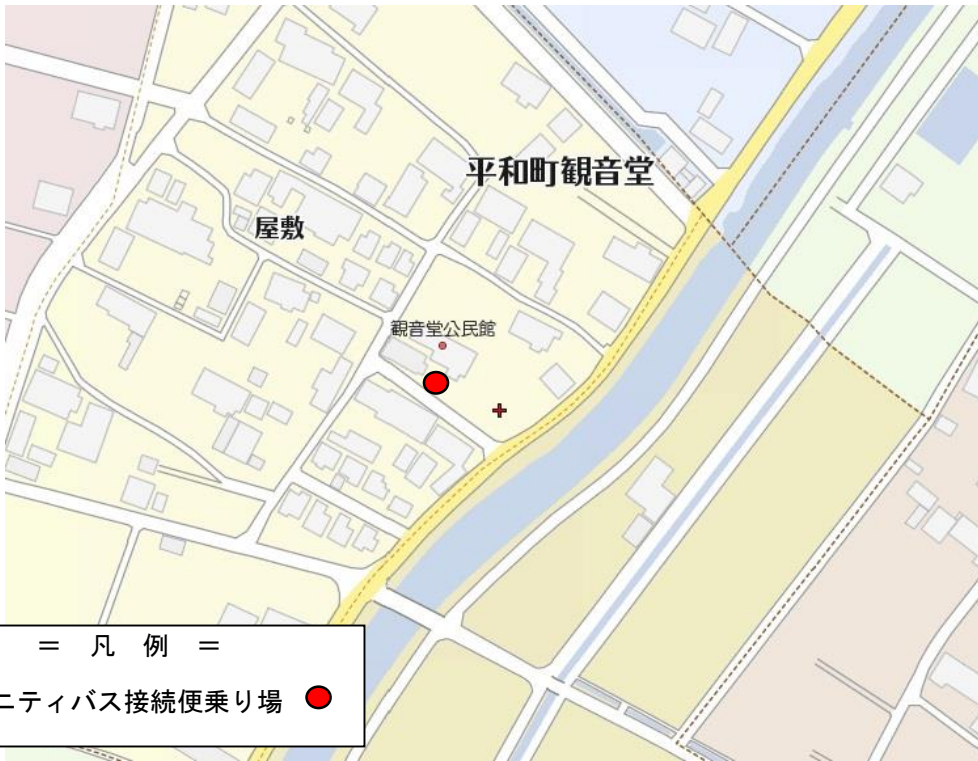 平和町観音堂
屋敷
観音堂公民館
= 凡 例 =
ニティバス接続便乗り場